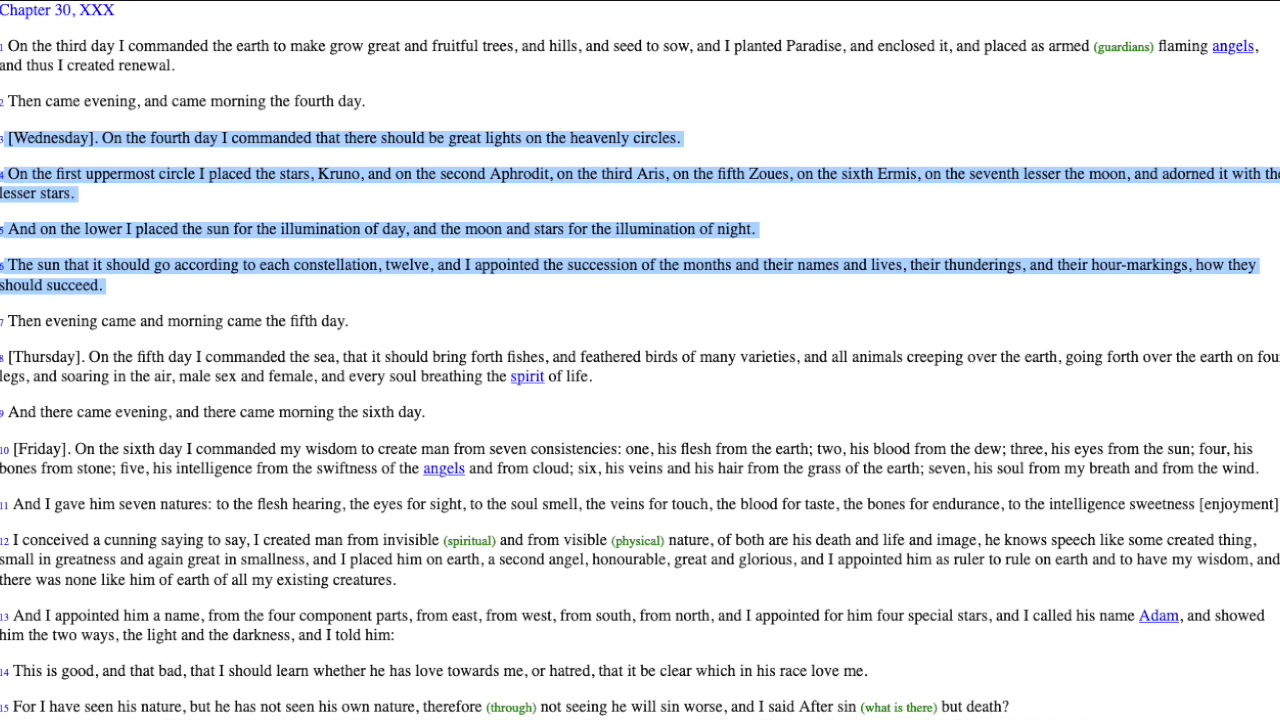 Chapter 30, XXX
1 On the third day I commanded the earth to make grow great and fruitful trees, and hills, and seed to sow, and I planted Paradise, and enclosed it, and placed as armed (guardians) flaming angels,
and thus I created renewal.
2 Then came evening, and came morning the fourth day.
3 [Wednesday]. On the fourth day I commanded that there should be great lights on the heavenly circles.
4 On the first uppermost circle I placed the stars, Kruno, and on the second Aphrodit, on the third Aris, on the fifth Zoues, on the sixth Ermis, on the seventh lesser the moon, and adorned it with the
lesser stars.
5 And on the lower I placed the sun for the illumination of day, and the moon and stars for the illumination of night.
6 The sun that it should go according to each constellation, twelve, and I appointed the succession of the months and their names and lives, their thunderings, and their hour-markings, how they
should succeed.
7 Then evening came and morning came the fifth day.
8 [Thursday]. On the fifth day I commanded the sea, that it should bring forth fishes, and feathered birds of many varieties, and all animals creeping over the earth, going forth over the earth on fou
legs, and soaring in the air, male sex and female, and every soul breathing the spirit of life.
9 And there came evening, and there came morning the sixth day.
10 [Friday]. On the sixth day I commanded my wisdom to create man from seven consistencies: one, his flesh from the earth; two, his blood from the dew; three, his eyes from the sun; four, his
bones from stone; five, his intelligence from the swiftness of the angels and from cloud; six, his veins and his hair from the grass of the earth; seven, his soul from my breath and from the wind.
11 And I gave him seven natures: to the flesh hearing, the eyes for sight, to the soul smell, the veins for touch, the blood for taste, the bones for endurance, to the intelligence sweetness [enjoyment]
12 I conceived a cunning saying to say, I created man from invisible (spiritual) and from visible (physical) nature, of both are his death and life and image, he knows speech like some created thing,
small in greatness and again great in smallness, and I placed him on earth, a second angel, honourable, great and glorious, and I appointed him as ruler to rule on earth and to have my wisdom, and
there was none like him of earth of all my existing creatures.
13 And I appointed him a name, from the four component parts, from east, from west, from south, from north, and I appointed for him four special stars, and I called his name Adam, and showed
him the two ways, the light and the darkness, and I told him:
14 This is good, and that bad, that I should learn whether he has love towards me, or hatred, that it be clear which in his race love me.
15 For I have seen his nature, but he has not seen his own nature, therefore (through) not seeing he will sin worse, and I said After sin (what is there) but death?